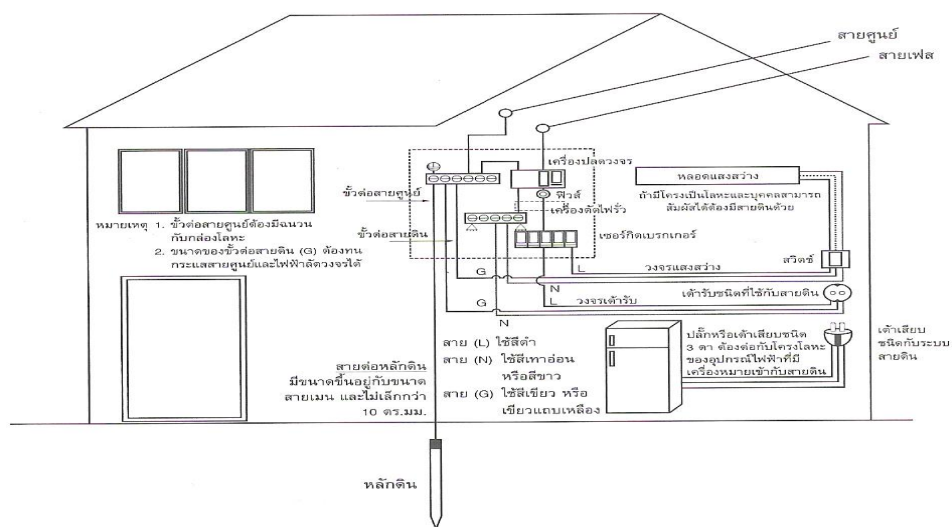 สายศูนย์
สายเฟส
เครื่องปลดวงจร
ขั้วต่อสายศูนย์
ฟิวส์
เครื่องตัดไฟรั่ว
ขั้วต่อสายดิน
เซอร์กิตเบรกเกอร์
หลอดแสงสว่าง
ถ้ามีโครงเป็นโลหะและบุคคลสามารถ
สัมผัสได้ต้องมีสายดินด้วย
หมายเหตุ 1. ขั้วต่อสายศูนย์ต้องมีฉนวน
กับกล่องโลหะ
2. ขนาดของขั้วต่อสายดิน (G) ต้องทน
กระแสสายศูนย์และไฟฟ้าลัดวงจรได้
G
L
วงจรแสงสว่าง
สวิตช์
N
G
L
วงจรเต้ารับ
เต้ารับชนิดที่ใช้กับสายดิน
N
สาย (L) ใช้สีดำ
สาย (N) ใช้สีเทาอ่อน
หรือสีขาว
สาย (G) ใช้สีเขียว หรือ
เขียวแถบเหลือง
ปลั๊กหรือเต้าเสียบชนิด
3 ตา ต้องต่อกับโครงโลหะ
ของอุปกรณ์ไฟฟ้าที่มี
เครื่องหมายเข้ากับสายดิน
เต้าเสียบ
ชนิดกับระบบ
สายดิน
สายต่อหลักดิน
มีขนาดขึ้นอยู่กับขนาด
สายเมน และไม่เล็กกว่า
10 ตร.มม.
หลักดิน